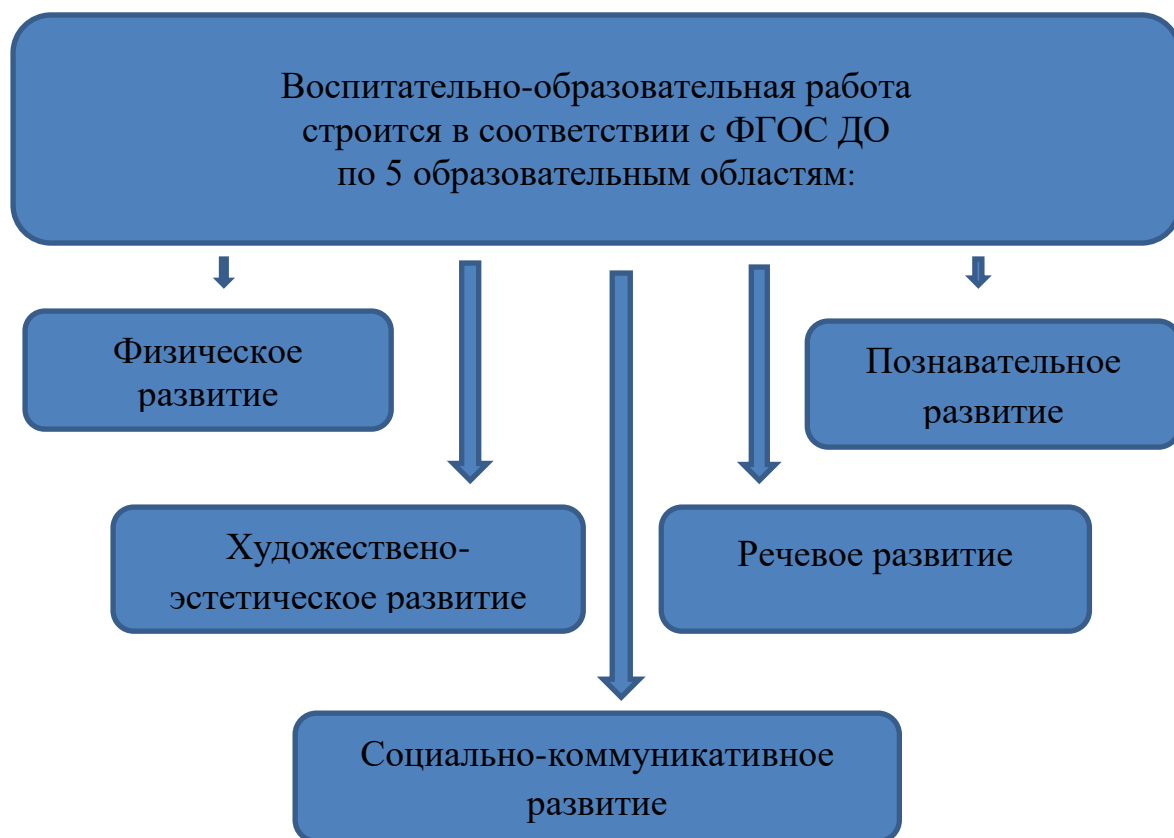 Воспитательно-образовательная работа
строится в соответствии с ФГОС ДО
по 5 образовательным областям:
Физическое
развитие
Познавательное
развитие
Художествено-
эстетическое развитие
Речевое развитие
Социально-коммуникативное
развитие